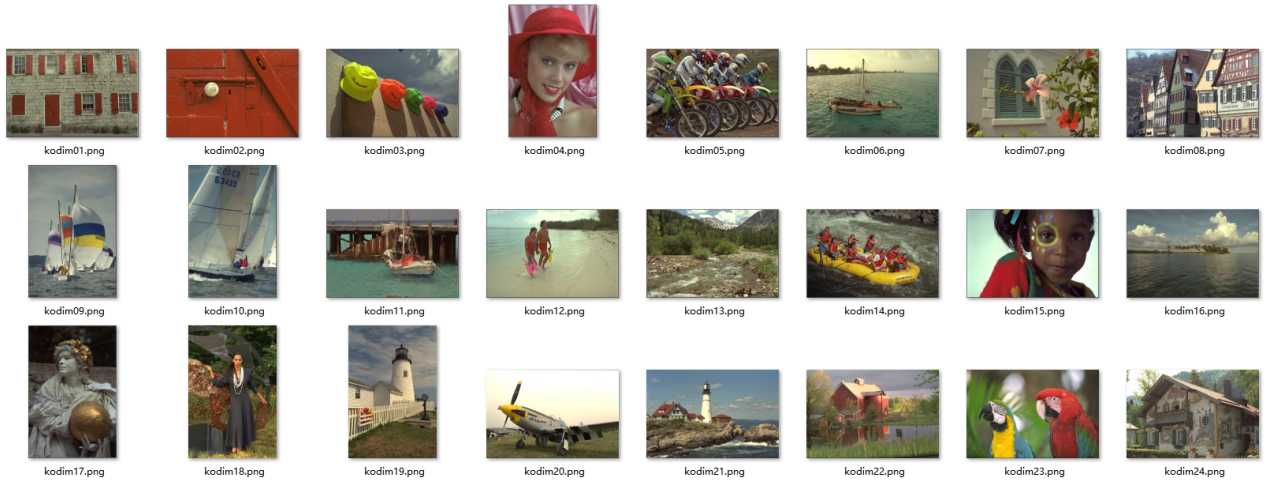 kodim01.png kodim02.png kodim03.png kodim04.png kodim05.png kodim06.png kodim07.png kodim08.png
63455
kodim09.png kodim10.png kodim11.png kodim12.png kodim13.png kodim14.png kodim15.png kodim16.png
kodim17.png kodim18.png kodim19.png kodim20.png kodim21.png kodim22.png kodim23.png kodim24.png